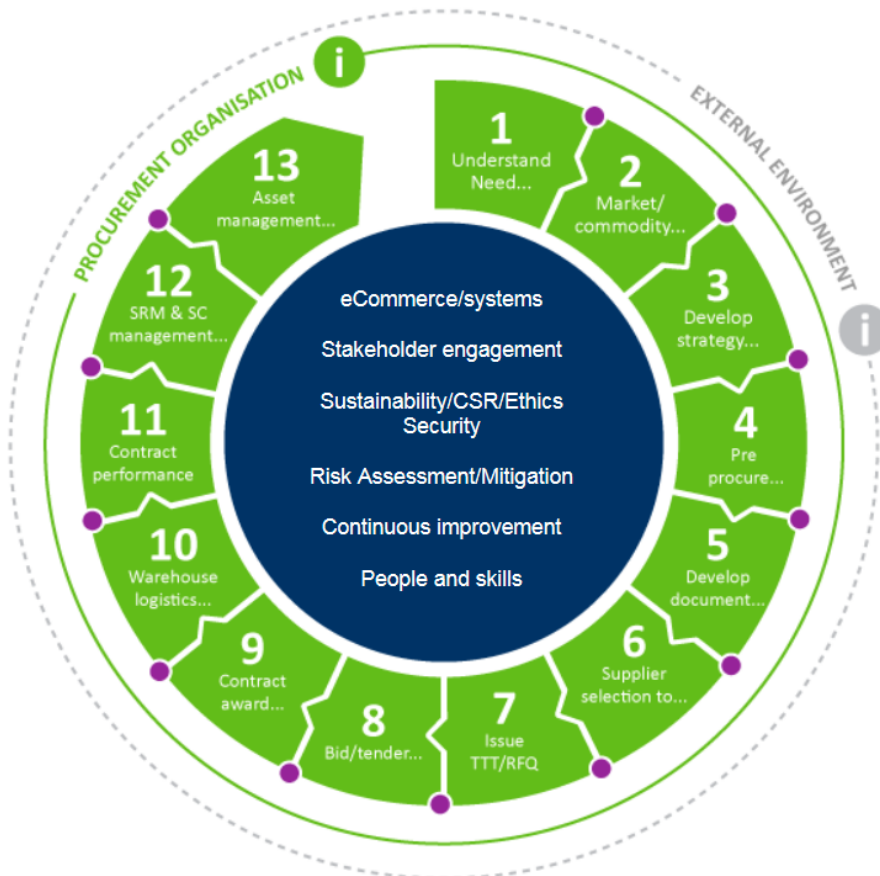 PROCUREMENT ORGANISATION
i
EXTERNAL ENVIRONMENT
i
1
Understand
Need...
2
Market/
commodity...
3
Develop
strategy...
4
Pre
procure...
5
Develop
document...
6
Supplier
selection to...
7
Issue
TTT/RFQ
8
Bid/tender...
9
Contract
award...
10
Warehouse
logistics...
11
Contract
performance
12
SRM & SC
management...
13
Asset
management...
eCommerce/systems
Stakeholder engagement
Sustainability/CSR/Ethics
Security
Risk Assessment/Mitigation
Continuous improvement
People and skills